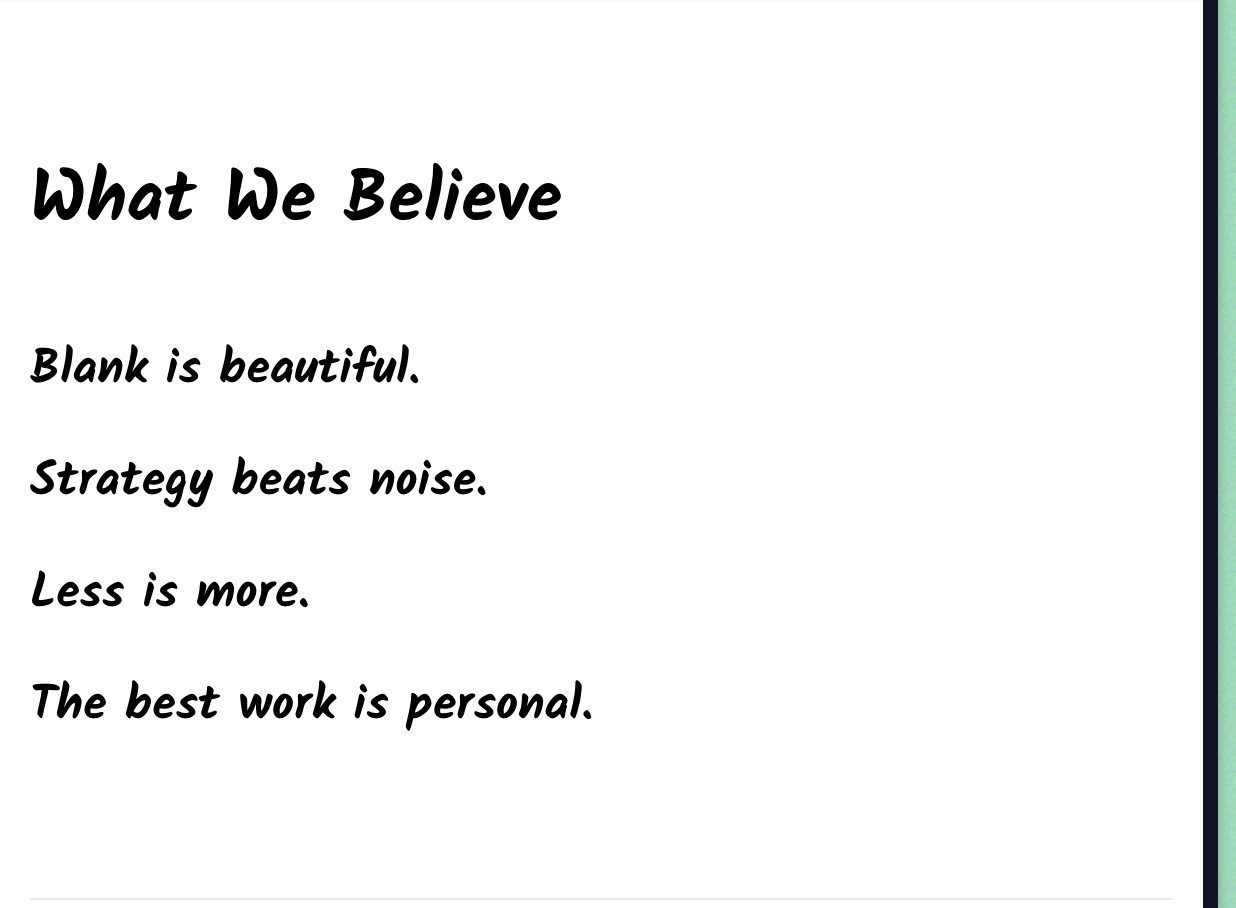 What We Believe
Blank is beautiful.
Strategy beats noise.
Less is more.
The best work is personal.